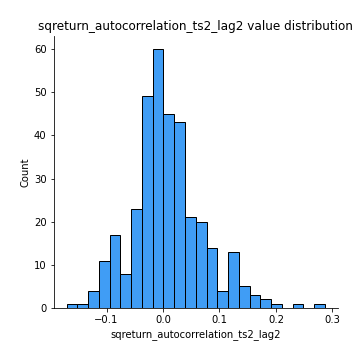 sqreturn_autocorrelation_ts2_lag2 value distribution
60
50
40
30
20
10
0
Count
−0.1 0.0 0.1 0.2 0.3
sqreturn_autocorrelation_ts2_lag2